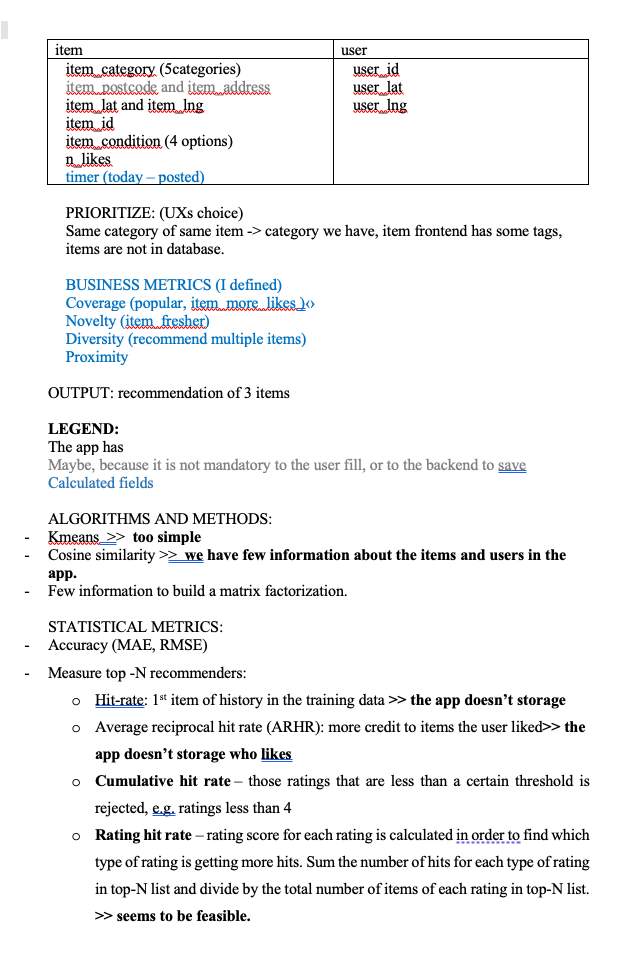 item user
item_category (5categories) user_id
item_postcode and item_address user_lat
item_lat and item_lng user_lng
item_id
item_condition (4 options)
n_likes
timer (today – posted)
PRIORITIZE: (UXs choice)
Same category of same item -> category we have, item frontend has some tags,
items are not in database.
BUSINESS METRICS (I defined)
Coverage (popular, item_more_likes )‹›
Novelty (item_fresher)
Diversity (recommend multiple items)
Proximity
OUTPUT: recommendation of 3 items
LEGEND:
The app has
Maybe, because it is not mandatory to the user fill, or to the backend to save
Calculated fields
ALGORITHMS AND METHODS:
- Kmeans >> too simple
- Cosine similarity >> we have few information about the items and users in the
app.
- Few information to build a matrix factorization.
STATISTICAL METRICS:
- Accuracy (MAE, RMSE)
- Measure top -N recommenders:
o Hit-rate: 1st item of history in the training data >> the app doesn't storage
o Average reciprocal hit rate (ARHR): more credit to items the user liked>> the
app doesn't storage who likes
o Cumulative hit rate – those ratings that are less than a certain threshold is
rejected, e.g. ratings less than 4
o Rating hit rate – rating score for each rating is calculated in order to find which
type of rating is getting more hits. Sum the number of hits for each type of rating
in top-N list and divide by the total number of items of each rating in top-N list.
>> seems to be feasible.